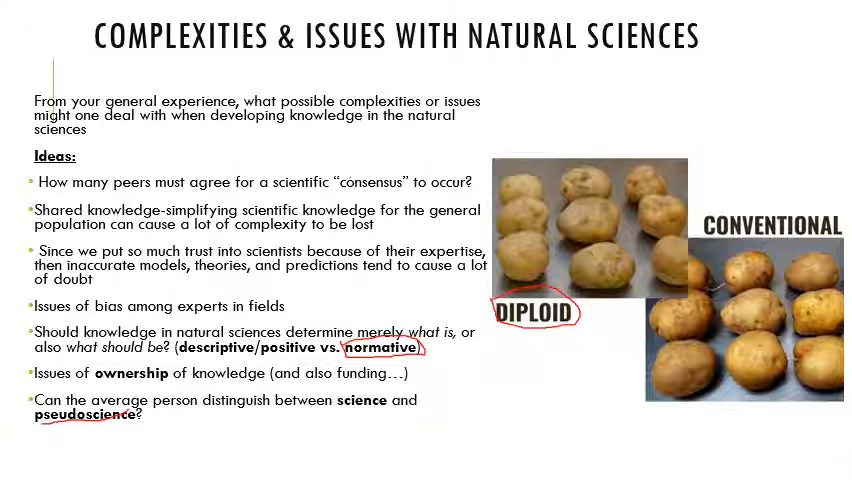 COMPLEXITIES & ISSUES WITH NATURAL SCIENCES
From your general experience, what possible complexities or issues
might one deal with when developing knowledge in the natural
sciences
Ideas:
• How many peers must agree for a scientific “consensus” to occur?
• Shared knowledge-simplifying scientific knowledge for the general
population can cause a lot of complexity to be lost
• Since we put so much trust into scientists because of their expertise,
then inaccurate models, theories, and predictions tend to cause a lot
of doubt
• Issues of bias among experts in fields
• Should knowledge in natural sciences determine merely what is, or
also what should be? (descriptive/positive vs. normative)
• Issues of ownership of knowledge (and also funding…)
• Can the average person distinguish between science and
pseudoscience?
DIPLOID
CONVENTIONAL